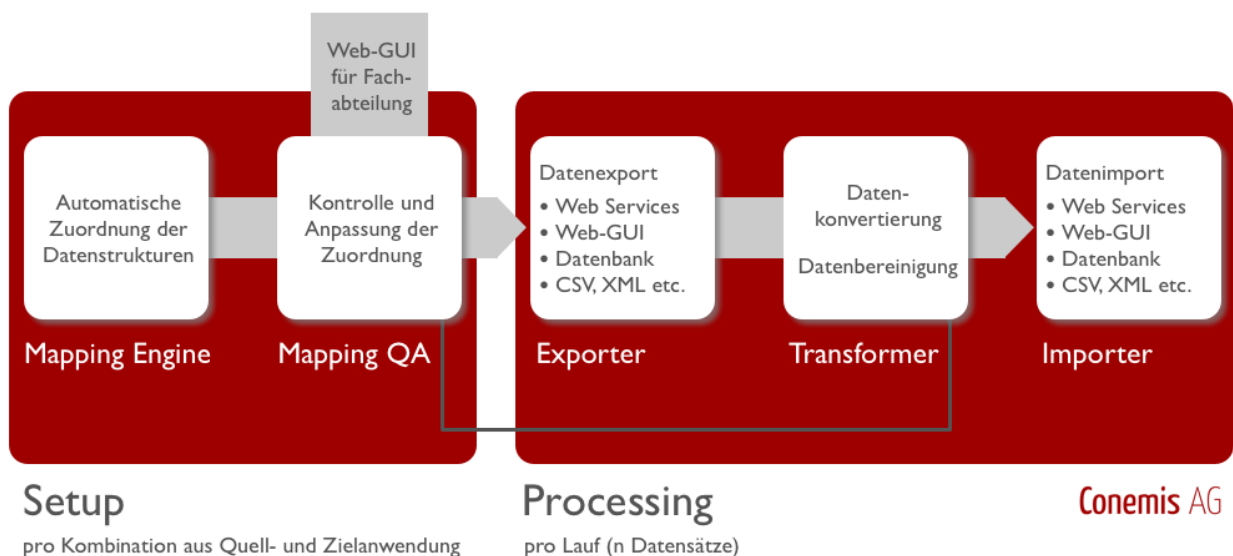 Web-GUI
für Fach-
abteilung
Automatische
Zuordnung der
Datenstrukturen
Mapping Engine
Kontrolle und
Anpassung der
Zuordnung
Mapping QA
Datenexport
• Web Services
• Web-GUI
• Datenbank
• CSV, XML etc.
Exporter
Daten-
konvertierung
Datenbereinigung
Transformer
Datenimport
• Web Services
• Web-GUI
• Datenbank
• CSV, XML etc.
Importer
Setup
pro Kombination aus Quell- und Zielanwendung
Processing
pro Lauf (n Datensätze)
Conemis AG